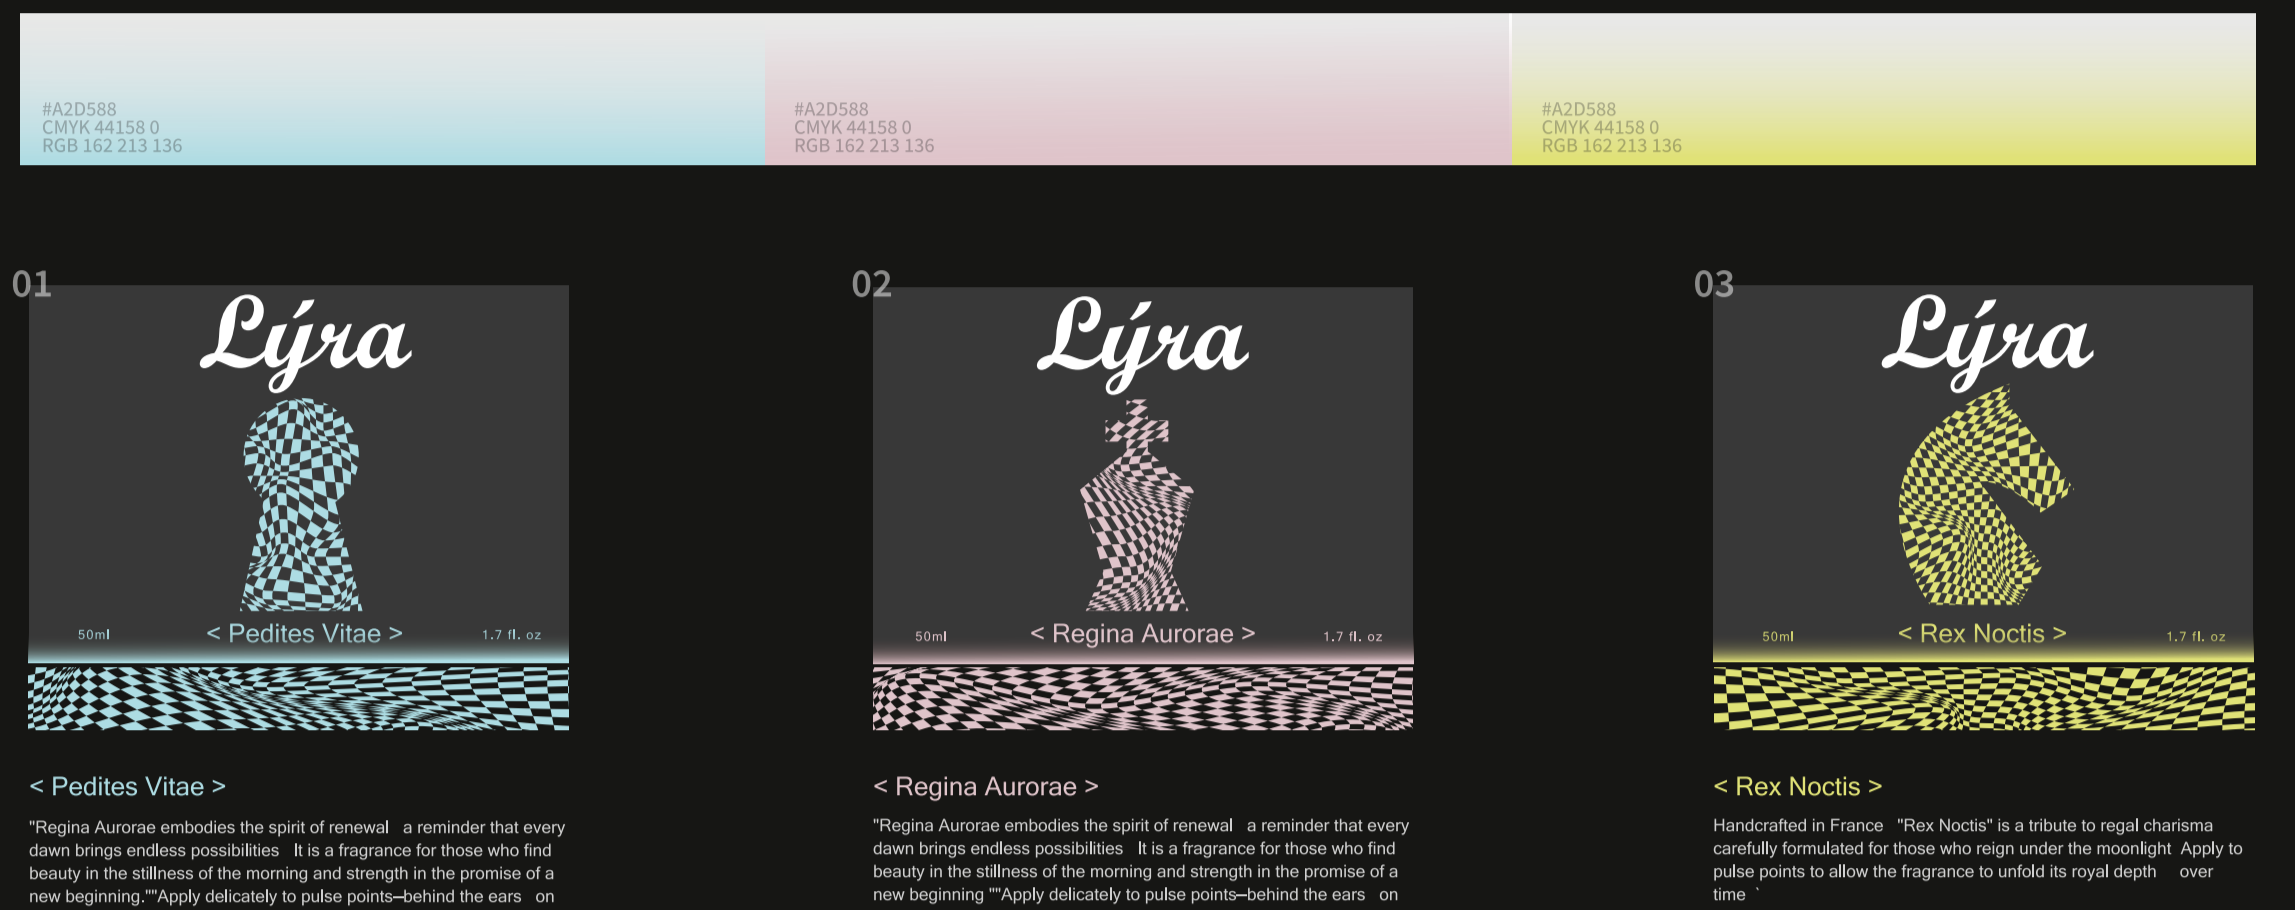 #A2D588
CMYK 44158 0
RGB 162 213 136
#A2D588
CMYK 44158 0
RGB 162 213 136
#A2D588
CMYK 44158 0
RGB 162 213 136
01
Lýra
50ml
< Pedites Vitae >
1.7 fl. oz
< Pedites Vitae >
"Regina Aurorae embodies the spirit of renewal a reminder that every
dawn brings endless possibilities It is a fragrance for those who find
beauty in the stillness of the morning and strength in the promise of a
new beginning.""Apply delicately to pulse points—behind the ears on
02
Lýra
50ml
< Regina Aurorae >
1.7 fl. oz
< Regina Aurorae >
"Regina Aurorae embodies the spirit of renewal a reminder that every
dawn brings endless possibilities It is a fragrance for those who find
beauty in the stillness of the morning and strength in the promise of a
new beginning ""Apply delicately to pulse points—behind the ears on
03
Lýra
50ml
< Rex Noctis >
1.7 fl. oz
< Rex Noctis >
Handcrafted in France "Rex Noctis" is a tribute to regal charisma
carefully formulated for those who reign under the moonlight Apply to
pulse points to allow the fragrance to unfold its royal depth over
time `